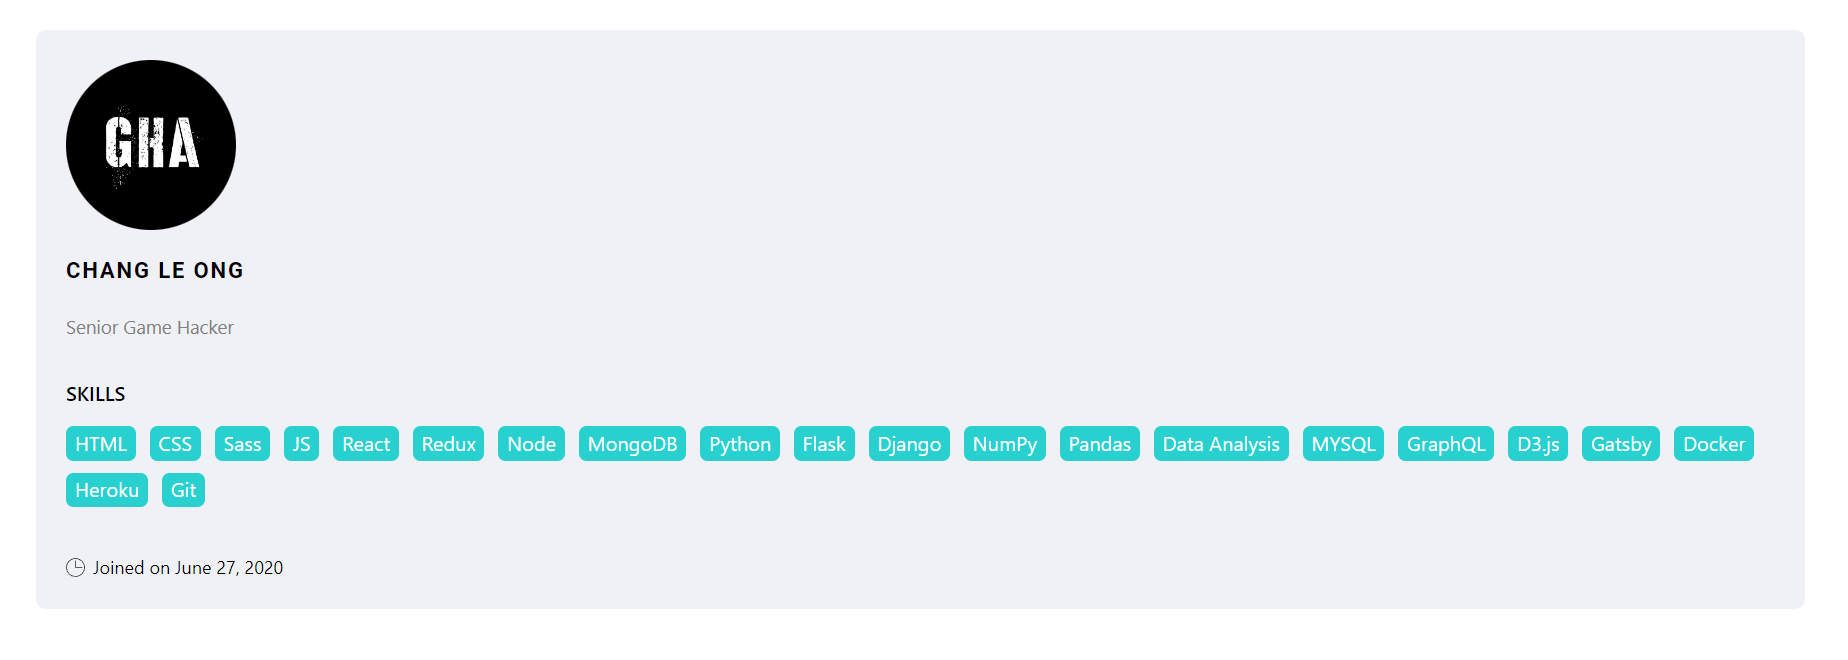 GHA
CHANG LE ONG
Senior Game Hacker
SKILLS
HTML CSS Sass JS React Redux Node MongoDB Python Flask Django NumPy Pandas Data Analysis MYSQL GraphQL D3.js Gatsby Docker
Heroku Git
Joined on June 27, 2020